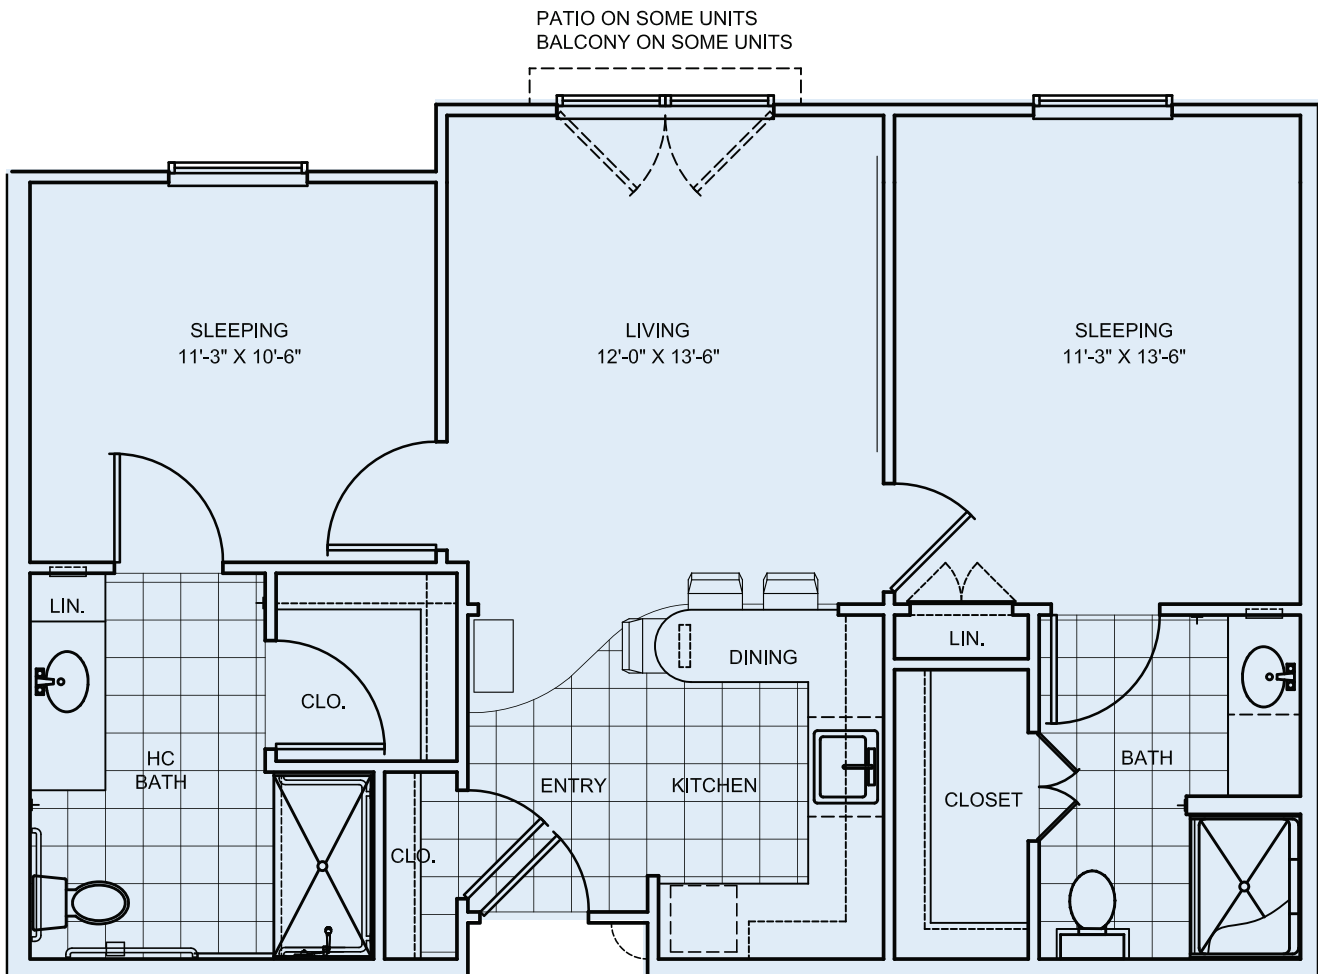 PATIO ON SOME UNITS
BALCONY ON SOME UNITS
SLEEPING
11'-3" X 10'-6"
LIVING
12'-0" X 13'-6"
SLEEPING
11'-3" X 13'-6"
LIN.
CLO.
HC
BATH
CLO.
ENTRY
KITCHEN
DINING
LIN.
CLOSET
BATH